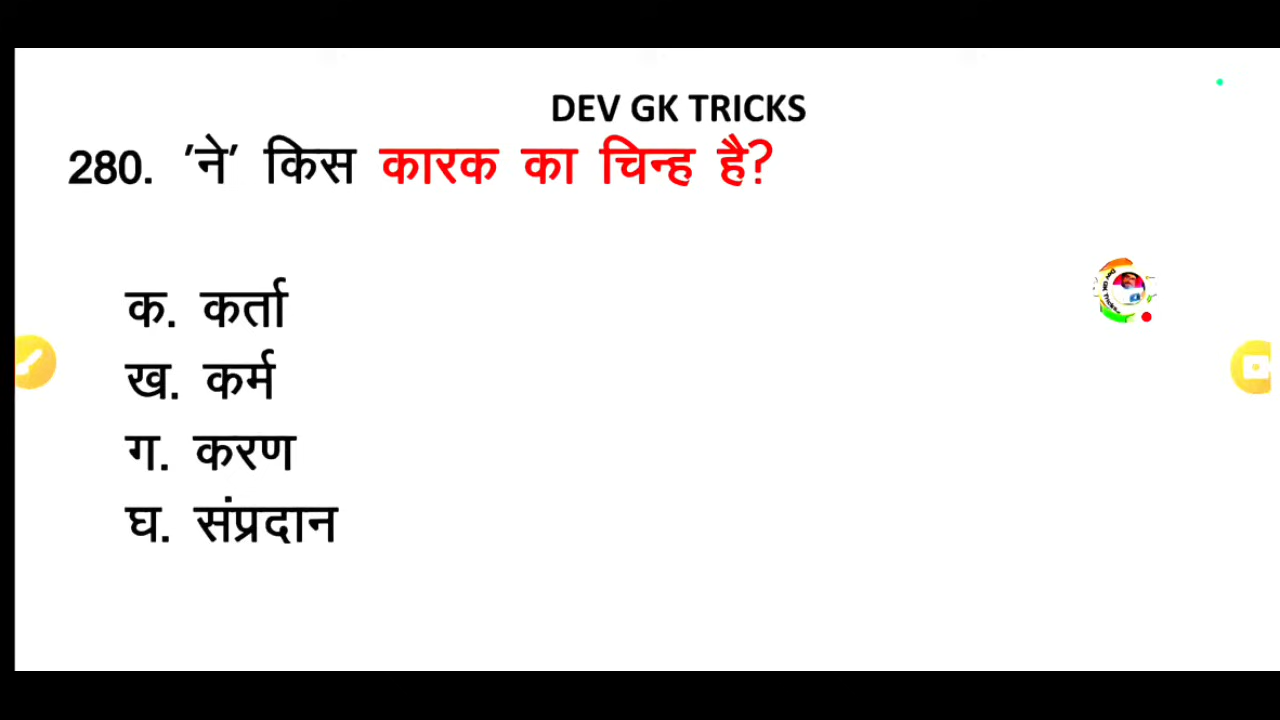 DEV GK TRICKS
280. 'ने' किस कारक का चिन्ह है?
क. कर्ता
ख. कर्म
ग. करण
घ. संप्रदान